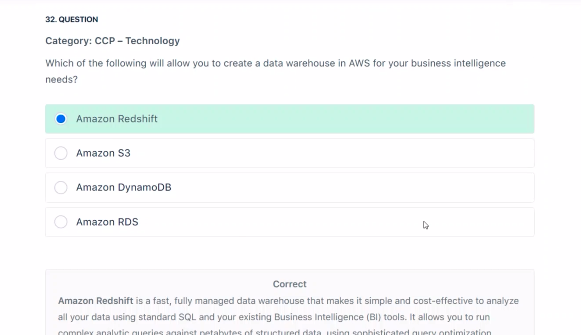 32. QUESTION
Category: CCP – Technology
Which of the following will allow you to create a data warehouse in AWS for your business intelligence
needs?
Amazon Redshift
Amazon S3
Amazon DynamoDB
Amazon RDS
Correct
Amazon Redshift is a fast, fully managed data warehouse that makes it simple and cost-effective to analyze
all your data using standard SQL and your existing Business Intelligence (BI) tools. It allows you to run
complex analytic queries against petabytes of structured data, using sophisticated query optimization,